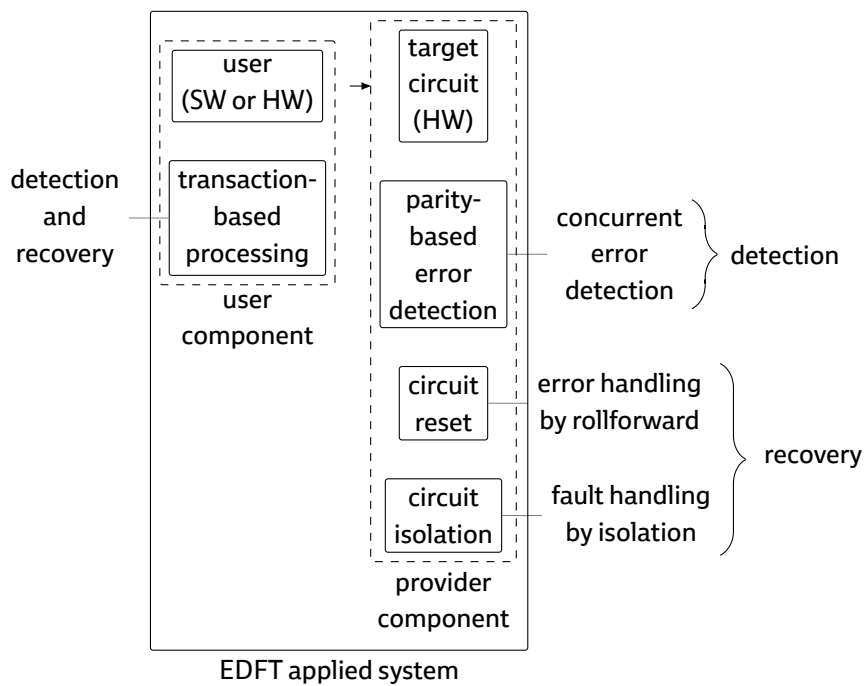 user
(SW or HW)
target
circuit
(HW)
detection
and
recovery
transaction-
based
processing
user
component
parity-
based
error
detection
concurrent
error
detection
detection
circuit
reset
error handling
by rollforward
recovery
circuit
isolation
fault handling
by isolation
provider
component
EDFT applied system